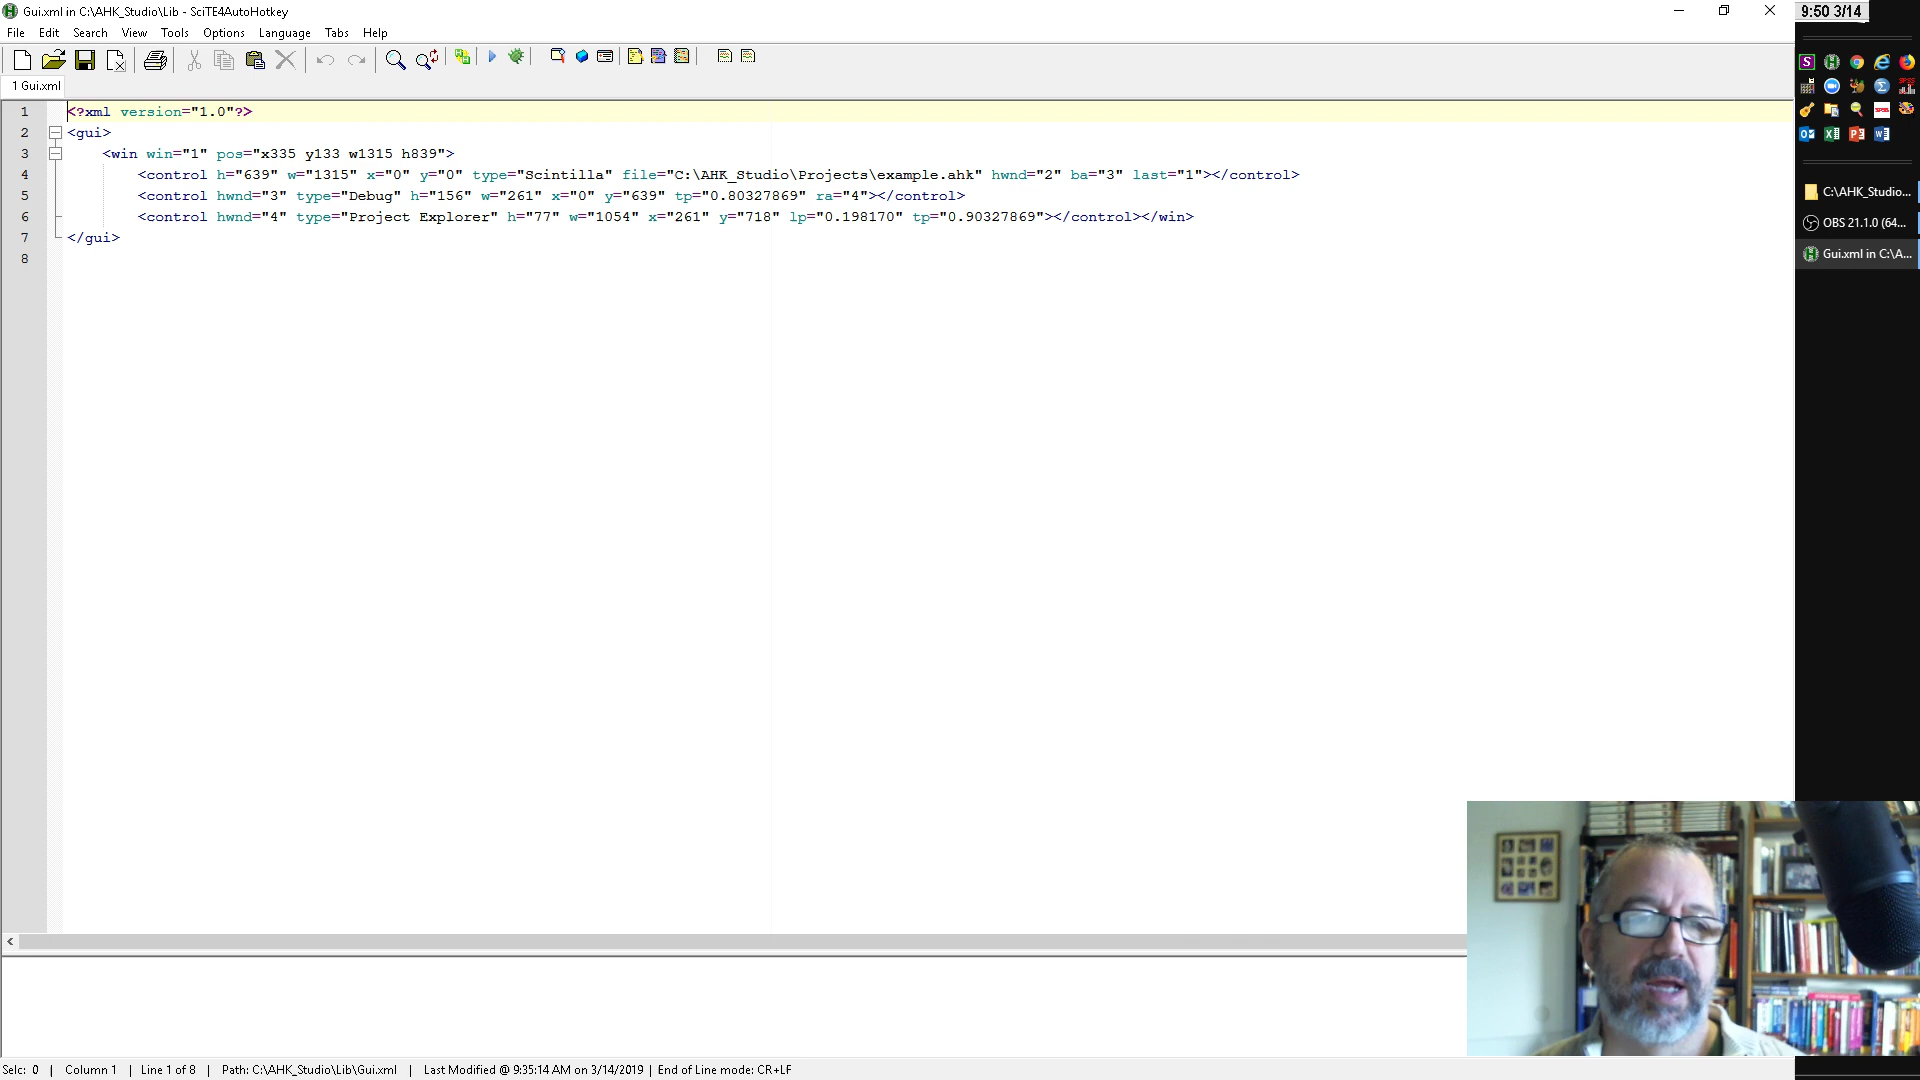 Gui.xml in C:\AHK_Studio\Lib - SciTE4AutoHotkey
9:50 3/14
File Edit Search View Tools Options Language Tabs Help
1 Gui.xml
1 <?xml version="1.0"?>
2 <gui>
3 <win win="1" pos="x335 y133 w1315 h839">
4 <control h="639" w="1315" x="0" y="0" type="Scintilla" file="C:\AHK_Studio\Projects\example.ahk" hwnd="2" ba="3" last="1"></control>
5 <control hwnd="3" type="Debug" h="156" w="261" x="0" y="639" tp="0.80327869" ra="4"></control>
6 <control hwnd="4" type="Project Explorer" h="77" w="1054" x="261" y="718" lp="0.198170" tp="0.90327869"></control></win>
7 </gui>
8
C:\AHK_Studio...
OBS 21.1.0 (64...
Gui.xml in C:\A...
Selc: 0 | Column 1 | Line 1 of 8 | Path: C:\AHK_Studio\Lib\Gui.xml | Last Modified @ 9:35:14 AM on 3/14/2019 | End of Line mode: CR+LF